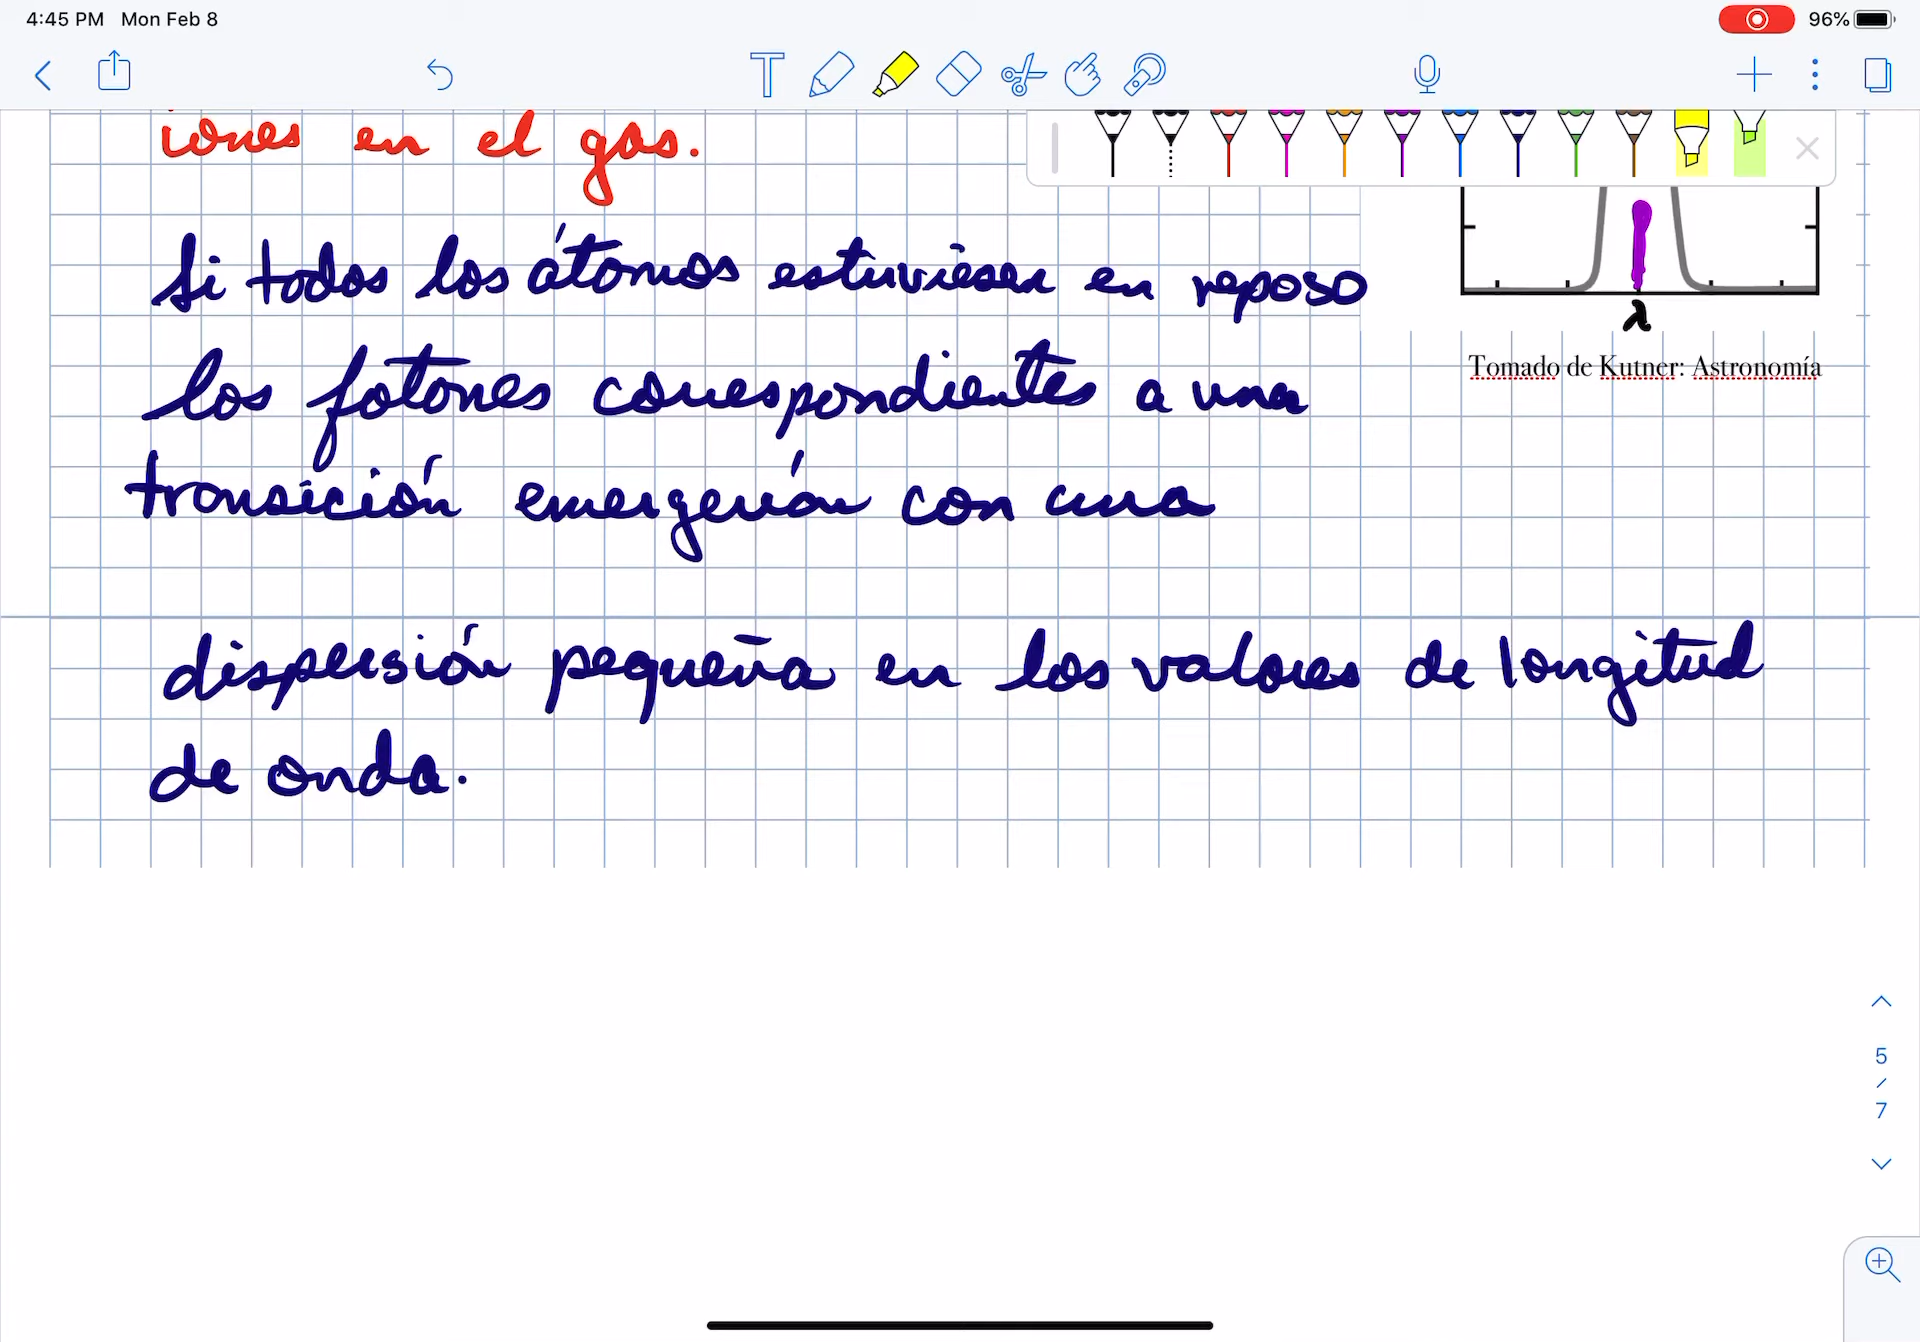 4:45 PM Mon Feb 8
96%
iones en el gas.
Si todos los átomos estuviesen en reposo
los fotones correspondientes a una
transición emergerían con una
dispersión pequeña en los valores de longitud
de onda.
λ
Tomado de Kutner: Astronomía
5
/
7